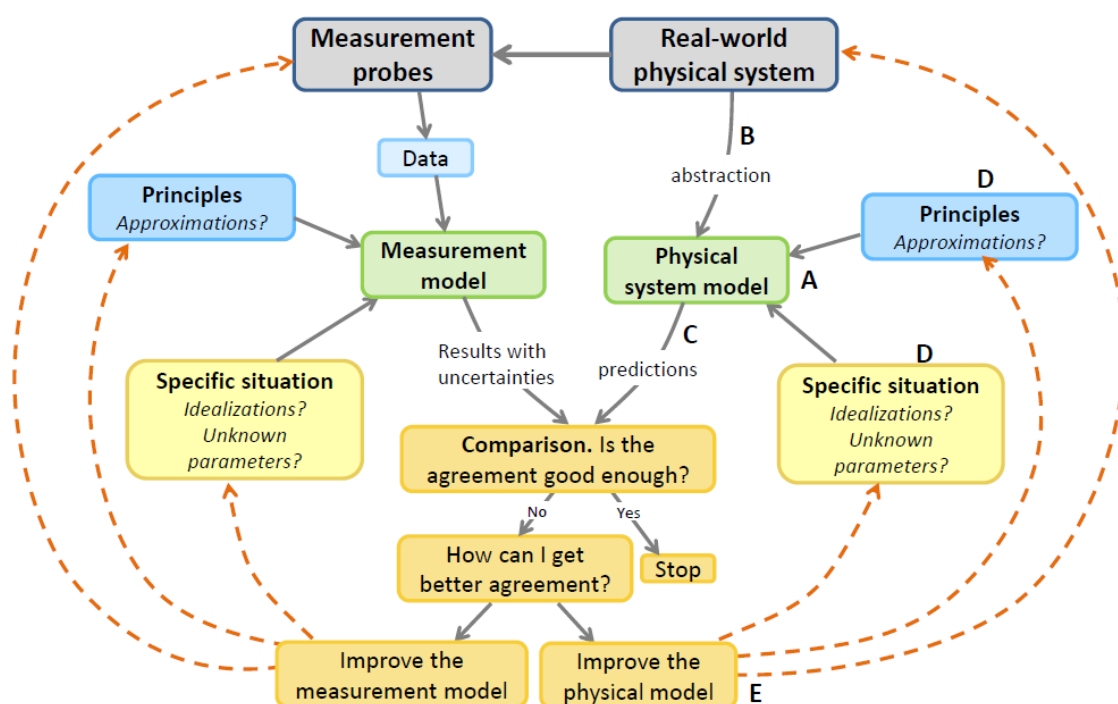 Measurement
probes
Real-world
physical system
B
Data
abstraction
D
Principles
Approximations?
Principles
Approximations?
Measurement
model
Physical
system model
A
C
Results with
uncertainties
predictions
D
Specific situation
Idealizations?
Unknown
parameters?
Specific situation
Idealizations?
Unknown
parameters?
Comparison. Is the
agreement good enough?
No
Yes
How can I get
better agreement?
Stop
Improve the
measurement model
Improve the
physical model
E